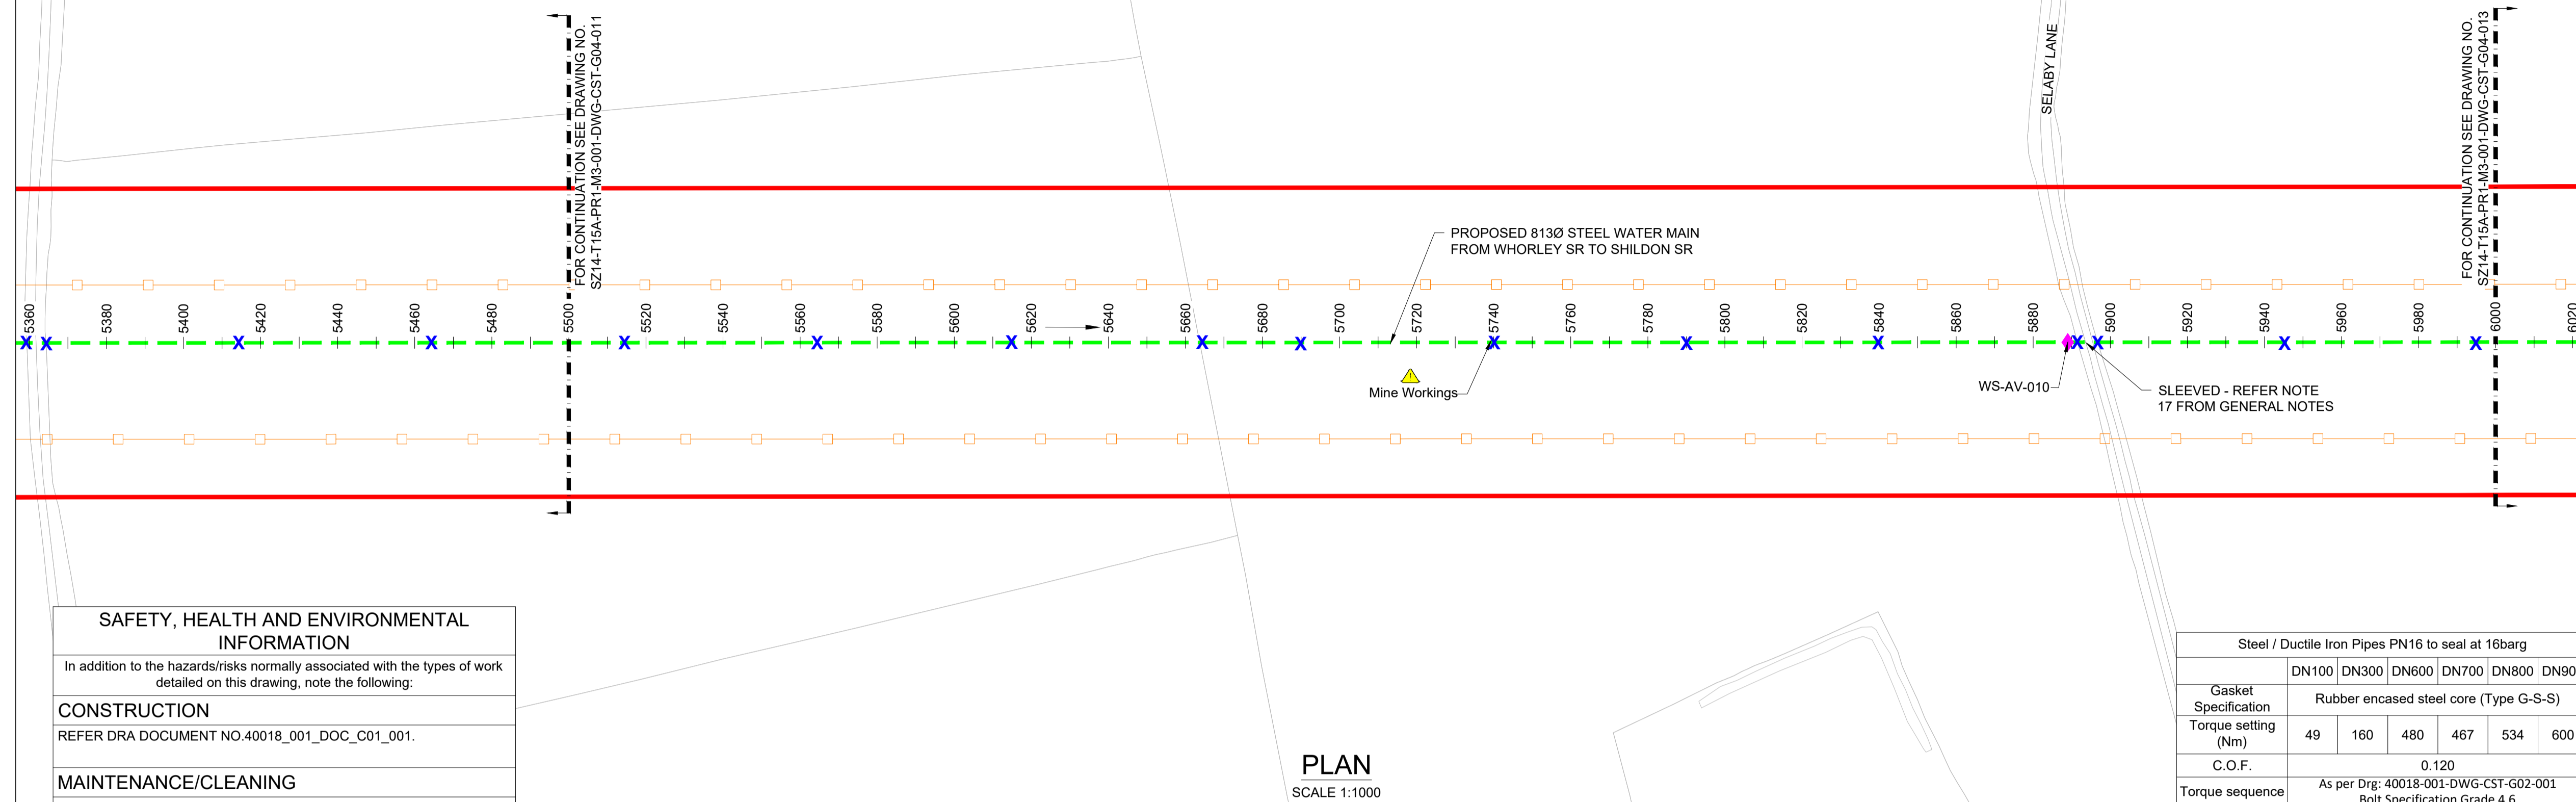 FOR CONTINUATION SEE DRAWING NO.
SZ14-T15A-PR1-M3-001-DWG-CST-G04-011
SELABY LANE
FOR CONTINUATION SEE DRAWING NO.
SZ14-T15A-PR1-M3-001-DWG-CST-G04-013
PROPOSED 813Ø STEEL WATER MAIN
FROM WHORLEY SR TO SHILDON SR
5360 5380 5400 5420 5440 5460 5480 5500 5520 5540 5560 5580 5600 5620 5640 5660 5680 5700 5720 5740 5760 5780 5800 5820 5840 5860 5880 5900 5920 5940 5960 5980 6000 6020
X X X X X X X X X X X X X X X X X
Mine Workings
WS-AV-010
SLEEVED - REFER NOTE
17 FROM GENERAL NOTES
SAFETY, HEALTH AND ENVIRONMENTAL
INFORMATION
In addition to the hazards/risks normally associated with the types of work
detailed on this drawing, note the following:
CONSTRUCTION
REFER DRA DOCUMENT NO.40018_001_DOC_C01_001.
MAINTENANCE/CLEANING
PLAN
SCALE 1:1000
Steel / Ductile Iron Pipes PN16 to seal at 16barg
DN100 DN300 DN600 DN700 DN800 DN90
Gasket
Specification
Rubber encased steel core (Type G-S-S)
Torque setting
(Nm)
49 160 480 467 534 600
C.O.F. 0.120
Torque sequence
As per Drg: 40018-001-DWG-CST-G02-001
Bolt Specification Grade 4.6